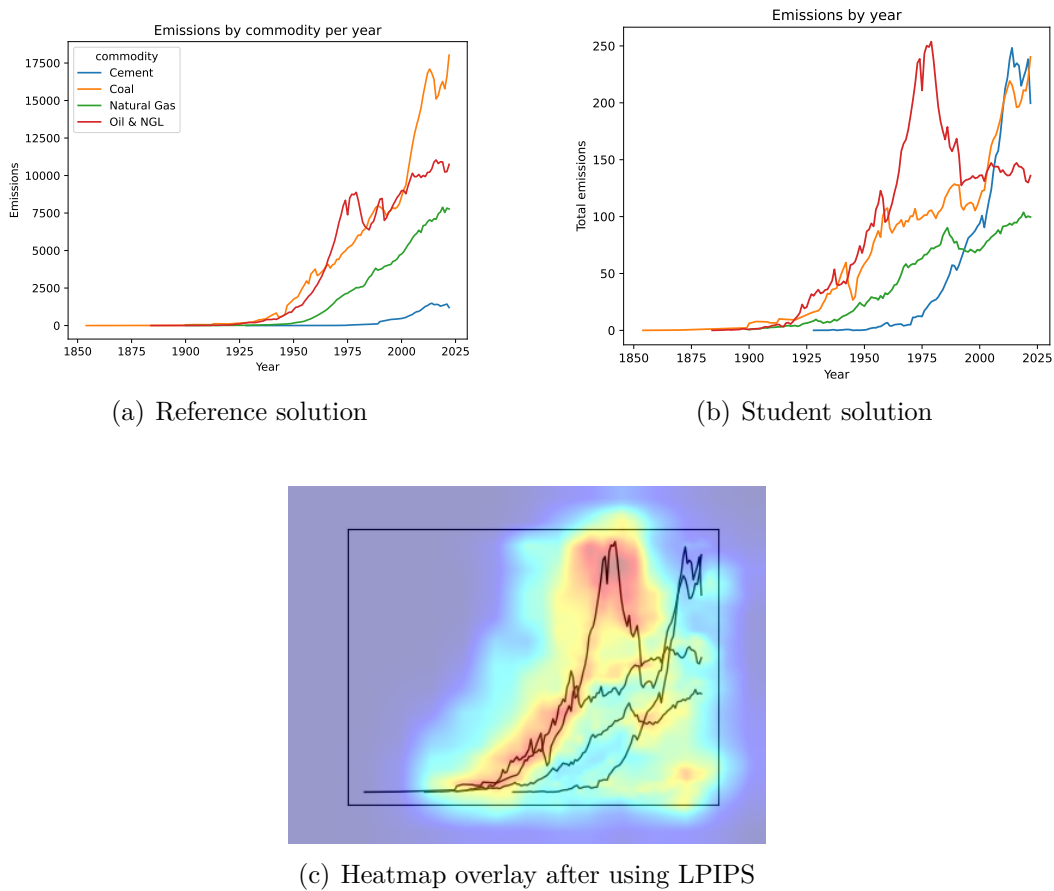 Emissions by commodity per year
commodity
Cement
Coal
Natural Gas
Oil & NGL
Emissions
17500
15000
12500
10000
7500
5000
2500
0
1850 1875 1900 1925 1950 1975 2000 2025
Year
(a) Reference solution
Emissions by year
Total emissions
250
200
150
100
50
0
1850 1875 1900 1925 1950 1975 2000 2025
Year
(b) Student solution
(c) Heatmap overlay after using LPIPS